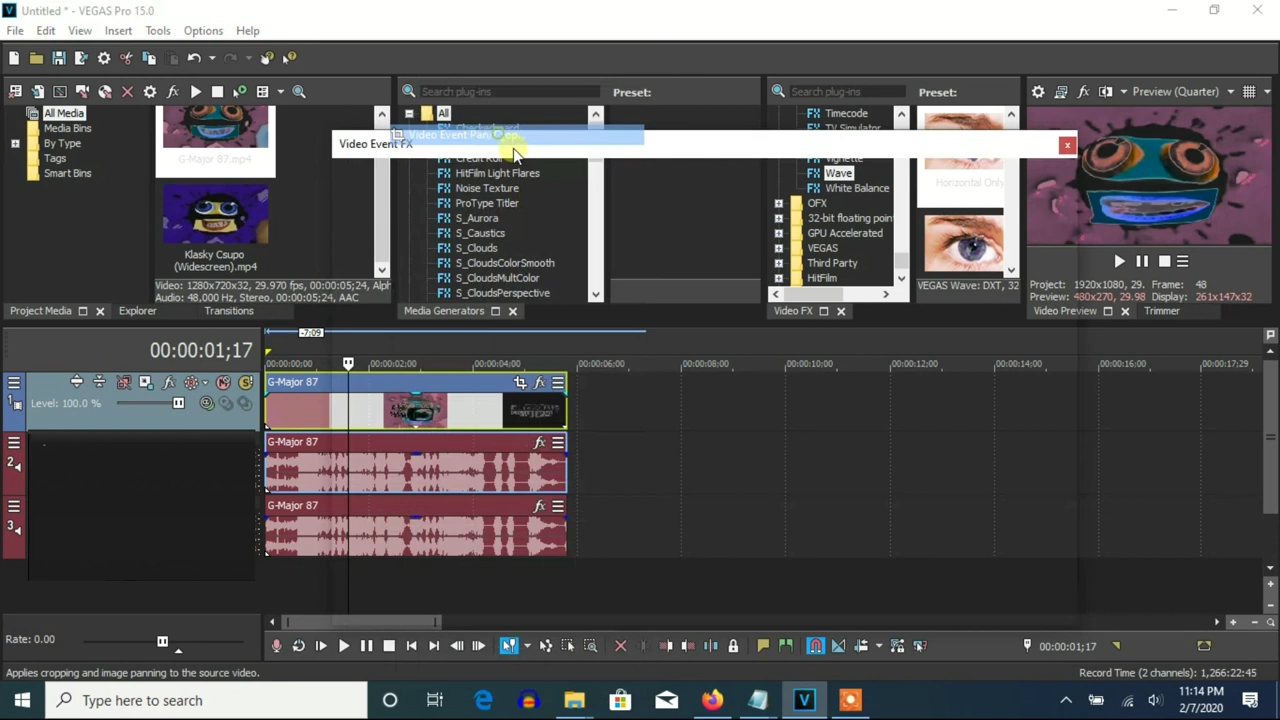 Untitled * - VEGAS Pro 15.0
File Edit View Insert Tools Options Help
Search plug-ins
Preset:
Search plug-ins
Preset:
Preview (Quarter)
All Media
Media Bins
By Type
Tags
Smart Bins
G-Major 87.mp4
Klasky Csupo
(Widescreen).mp4
Video: 1280x720x32, 29.970 fps, 00:00:05;24, Alph
Audio: 48,000 Hz, Stereo, 00:00:05;24, AAC
Project Media Explorer Transitions
All
Video Event FX
HitFilm Light Flares
Noise Texture
ProType Titler
S_Aurora
S_Caustics
S_Clouds
S_CloudsColorSmooth
S_CloudsMultColor
S_CloudsPerspective
Media Generators
Timecode
TV Simulator
Vignette
Wave
White Balance
OFX
32-bit floating point
GPU Accelerated
VEGAS
Third Party
HitFilm
Horizontal Only
VEGAS Wave: DXT, 32
Video FX
Project: 1920x1080, 29. Frame: 48
Preview: 480x270, 29.98 Display: 261x147x32
Video Preview Trimmer
-7;09
00:00:01;17
00:00:00 00:00:02;00 00:00:04;00 00:00:06;00 00:00:08;00 00:00:10;00 00:00:12;00 00:00:14;00 00:00:16;00 00:00:17;29
1
G-Major 87
Level: 100.0 %
2
G-Major 87
3
G-Major 87
Rate: 0.00
00:00:01;17
Applies cropping and image panning to the source video.
Record Time (2 channels): 1,266:22:45
Type here to search
11:14 PM
2/7/2020